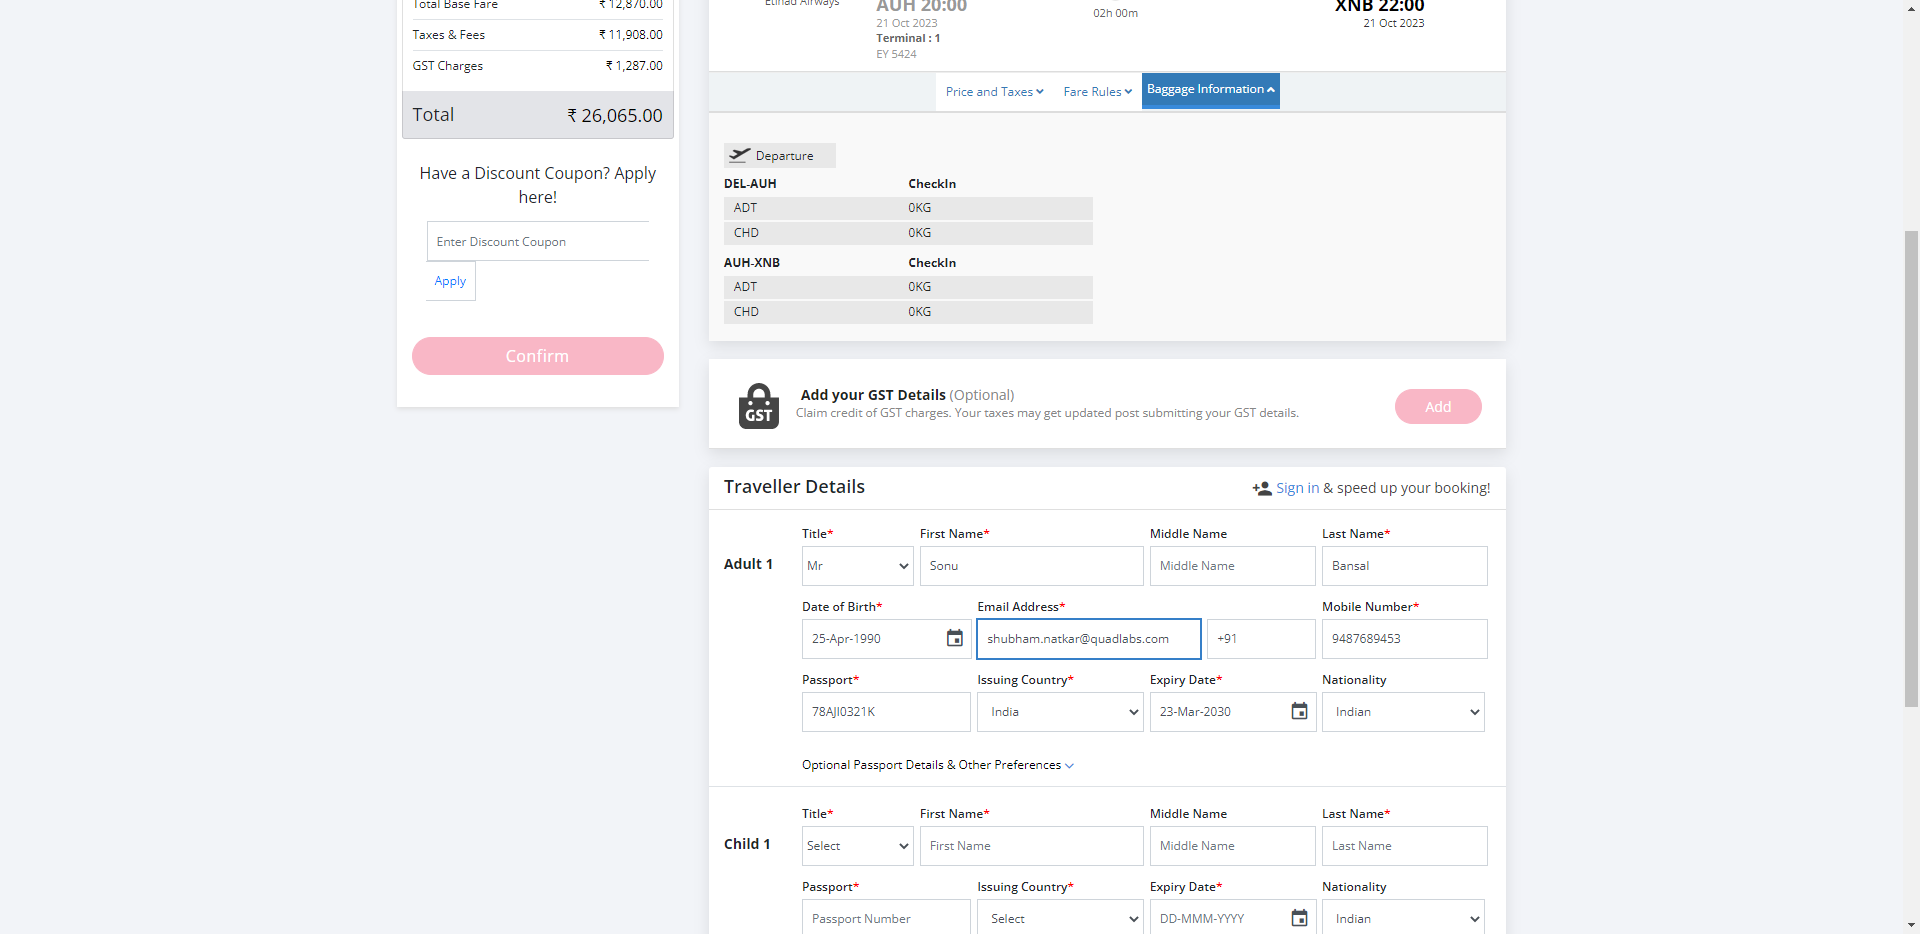 Total Base Fare ₹ 12,870.00
Taxes & Fees ₹ 11,908.00
GST Charges ₹ 1,287.00
Total ₹ 26,065.00
Have a Discount Coupon? Apply
here!
Enter Discount Coupon
Apply
Confirm
Etihad Airways
AUH 20:00
21 Oct 2023
Terminal : 1
EY 5424
02h 00m
XNB 22:00
21 Oct 2023
Price and Taxes Fare Rules Baggage Information
Departure
DEL-AUH CheckIn
ADT 0KG
CHD 0KG
AUH-XNB CheckIn
ADT 0KG
CHD 0KG
GST
Add your GST Details (Optional)
Claim credit of GST charges. Your taxes may get updated post submitting your GST details.
Add
Traveller Details
Sign in & speed up your booking!
Title* First Name* Middle Name Last Name*
Adult 1 Mr Sonu Middle Name Bansal
Date of Birth* Email Address* Mobile Number*
25-Apr-1990 shubham.natkar@quadlabs.com +91 9487689453
Passport* Issuing Country* Expiry Date* Nationality
78AJI0321K India 23-Mar-2030 Indian
Optional Passport Details & Other Preferences
Title* First Name* Middle Name Last Name*
Child 1 Select First Name Middle Name Last Name
Passport* Issuing Country* Expiry Date* Nationality
Passport Number Select DD-MMM-YYYY Indian